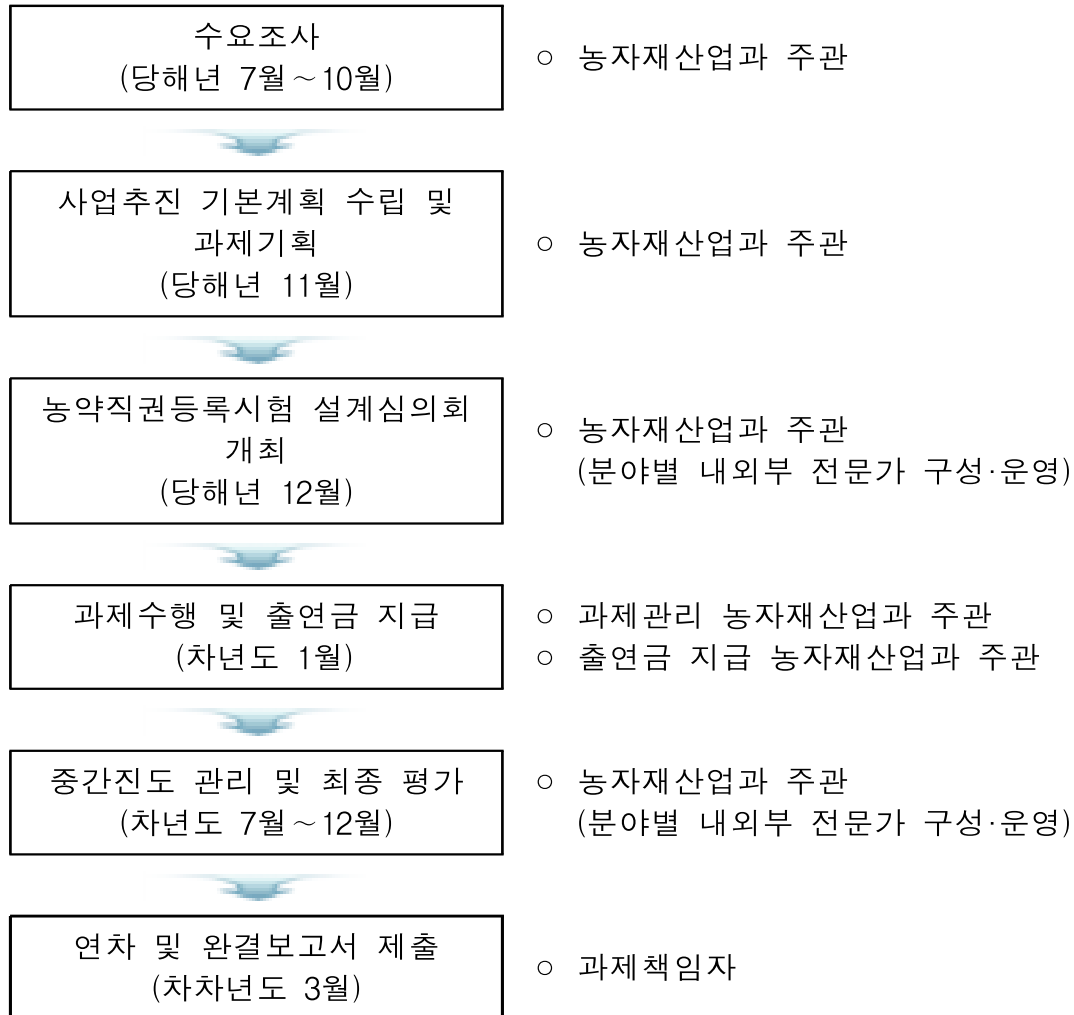 수요조사
(당해년 7월～10월)
○ 농자재산업과 주관
사업추진 기본계획 수립 및
과제기획
(당해년 11월)
○ 농자재산업과 주관
농약직권등록시험 설계심의회
개최
(당해년 12월)
○ 농자재산업과 주관
(분야별 내외부 전문가 구성·운영)
과제수행 및 출연금 지급
(차년도 1월)
○ 과제관리 농자재산업과 주관
○ 출연금 지급 농자재산업과 주관
중간진도 관리 및 최종 평가
(차년도 7월～12월)
○ 농자재산업과 주관
(분야별 내외부 전문가 구성·운영)
연차 및 완결보고서 제출
(차차년도 3월)
○ 과제책임자